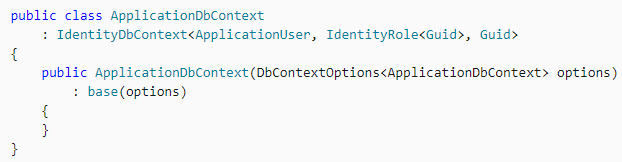 public class ApplicationDbContext
    : IdentityDbContext<ApplicationUser, IdentityRole<Guid>, Guid>
{
    public ApplicationDbContext(DbContextOptions<ApplicationDbContext> options)
        : base(options)
    {
    }
}